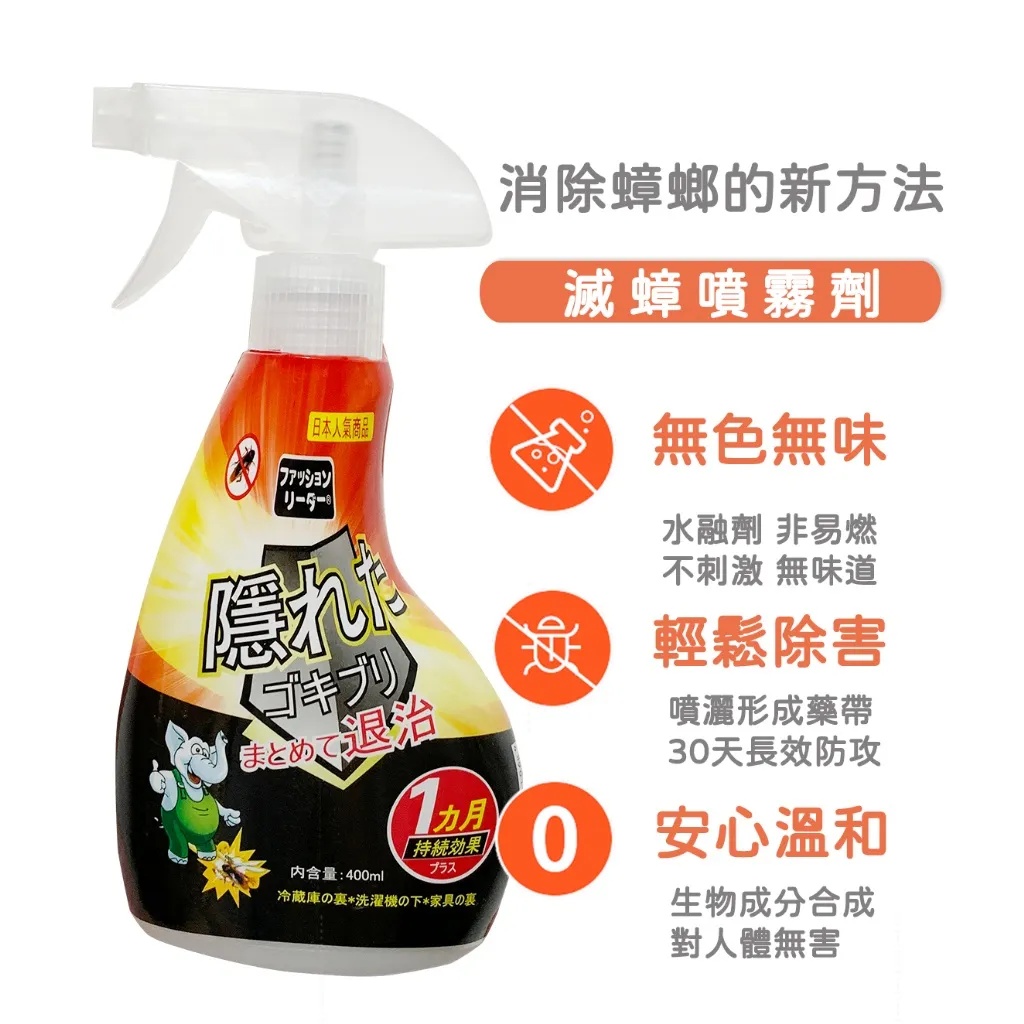 消除蟑螂的新方法
滅蟑噴霧劑
無色無味
水融劑 非易燃
不刺激 無味道
輕鬆除害
噴灑形成藥帶
30天長效防攻
0
安心溫和
生物成分合成
對人體無害
日本人氣商品
ファッション
リーダー®
隠れた
ゴキブリ
まとめて退治
1カ月
持続効果
プラス
内含量:400ml
冷蔵庫の裏*洗濯機の下*家具の裏